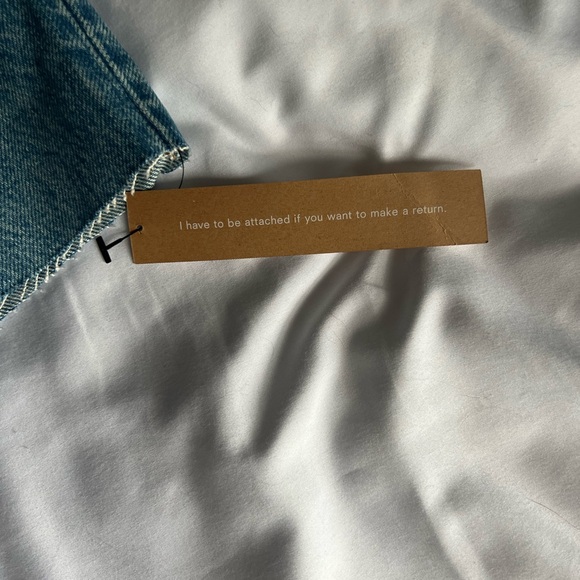 I have to be attached if you want to make a return.